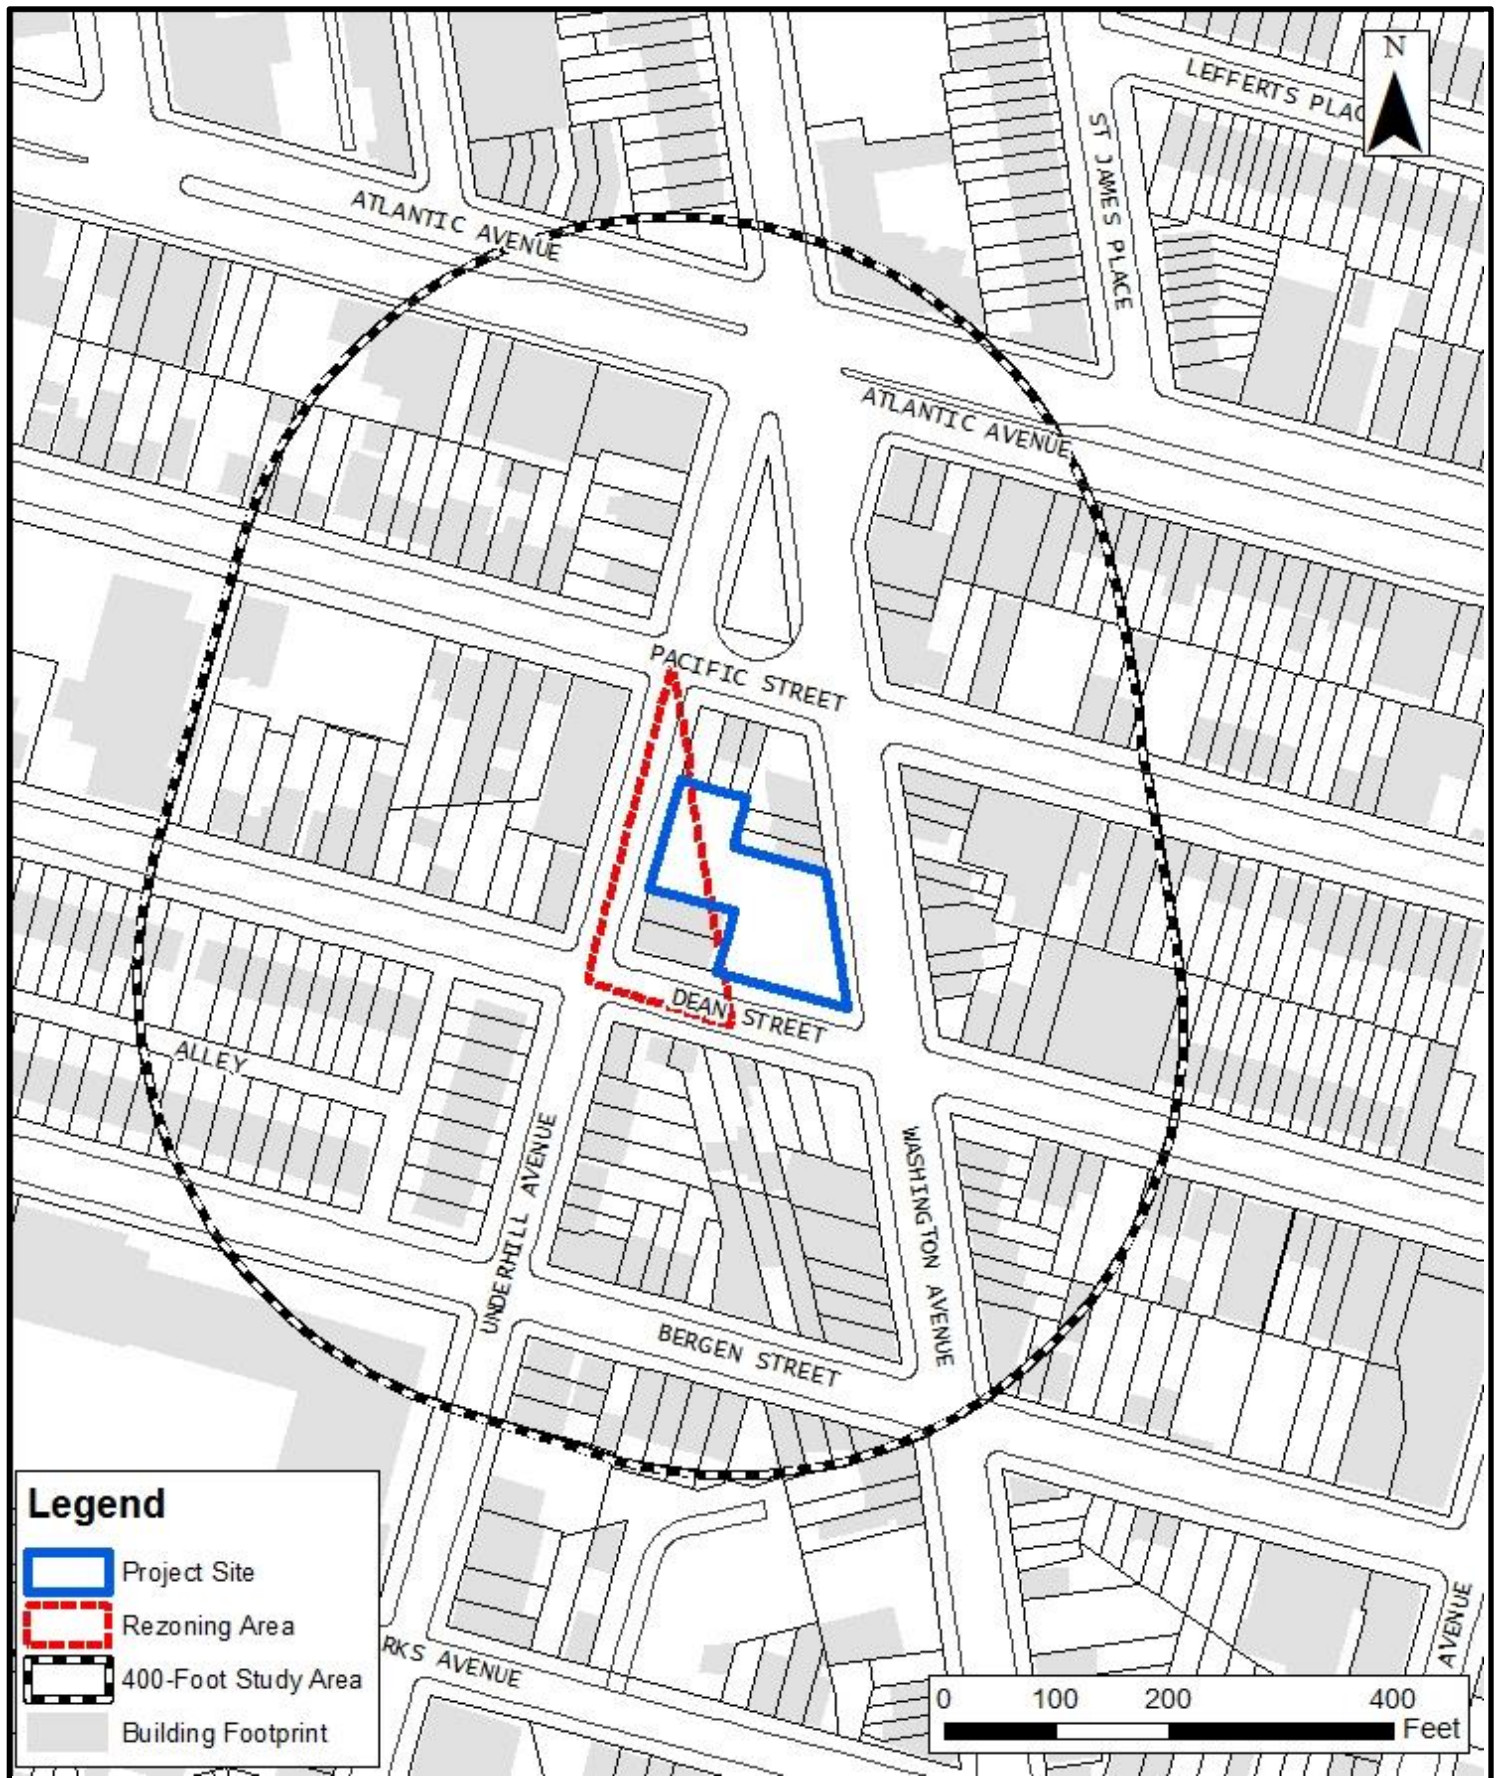 N
LEFFERTS PLAC
ST JAMES PLACE
ATLANTIC AVENUE
ATLANTIC AVENUE
PACIFIC STREET
DEAN STREET
ALLEY
UNDERHILL AVENUE
WASHINGTON AVENUE
BERGEN STREET
RKS AVENUE
AVENUE
Legend
Project Site
Rezoning Area
400-Foot Study Area
Building Footprint
0 100 200 400
Feet